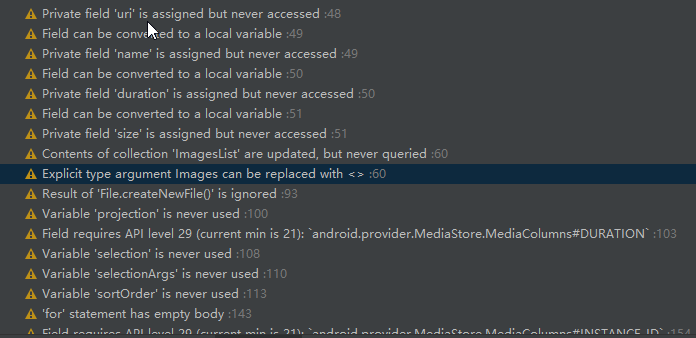 Private field 'uri' is assigned but never accessed :48
Field can be converted to a local variable :49
Private field 'name' is assigned but never accessed :49
Field can be converted to a local variable :50
Private field 'duration' is assigned but never accessed :50
Field can be converted to a local variable :51
Private field 'size' is assigned but never accessed :51
Contents of collection 'ImagesList' are updated, but never queried :60
Explicit type argument Images can be replaced with <> :60
Result of 'File.createNewFile()' is ignored :93
Variable 'projection' is never used :100
Field requires API level 29 (current min is 21): `android.provider.MediaStore.MediaColumns#DURATION` :103
Variable 'selection' is never used :108
Variable 'selectionArgs' is never used :110
Variable 'sortOrder' is never used :113
'for' statement has empty body :143
Field requires API level 29 (current min is 21): `android.provider.MediaStore.MediaColumns#INSTANCE_ID` :154